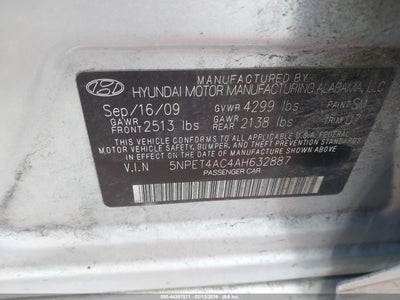 MANUFACTURED BY
HYUNDAI MOTOR MANUFACTURING ALABAMA, LLC
Sep/16/09 GVWR 4299 lbs PAINT SM
GAWR FRONT 2513 lbs GAWR REAR 2138 lbs TRIM
THIS VEHICLE CONFORMS TO ALL APPLICABLE U.S.A. FEDERAL
MOTOR VEHICLE SAFETY, BUMPER, AND THEFT PREVENTION STANDARDS
IN EFFECT ON THE DATE OF MANUFACTURE SHOWN ABOVE.
V.I.N 5NPET4AC4AH632887
PASSENGER CAR